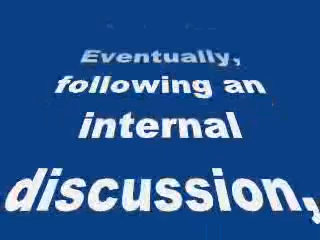 Eventually,
following an
internal
discussion,